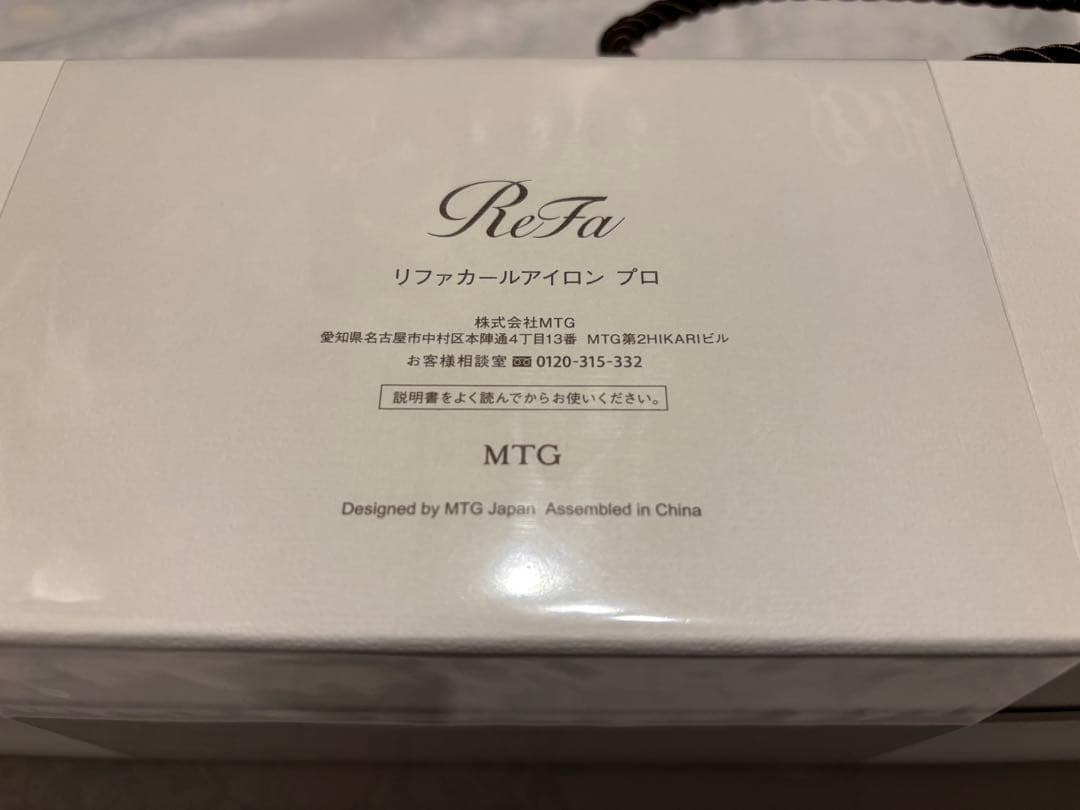 ReFa
リファカールアイロン プロ
株式会社MTG
愛知県名古屋市中村区本陣通4丁目13番 MTG第2HIKARIビル
お客様相談室 0120-315-332
説明書をよく読んでからお使いください。
MTG
Designed by MTG Japan Assembled in China